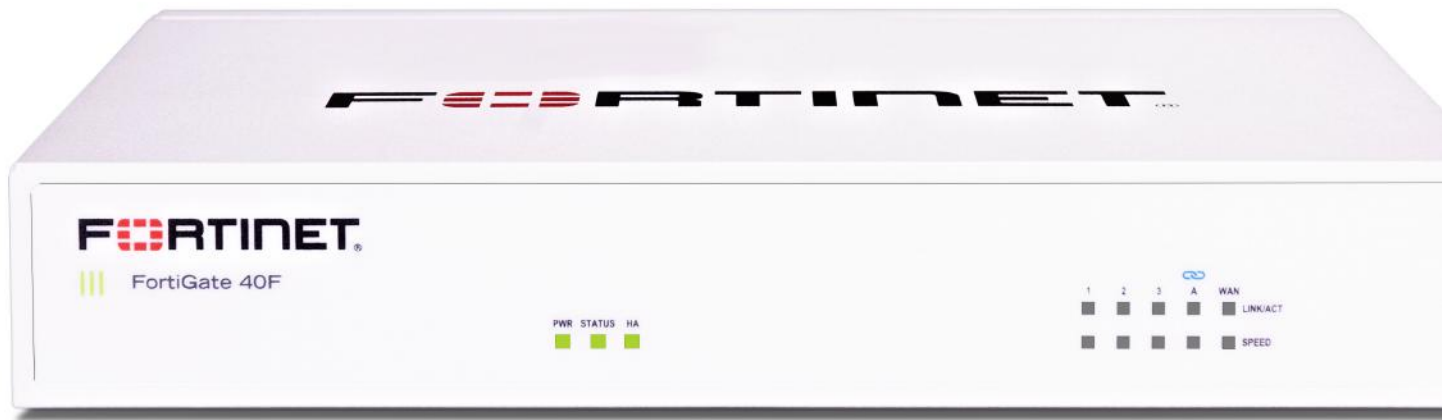 FORTINET
FORTINET®
FortiGate 40F
PWR STATUS HA
1 2 3 A WAN
LINK/ACT
SPEED